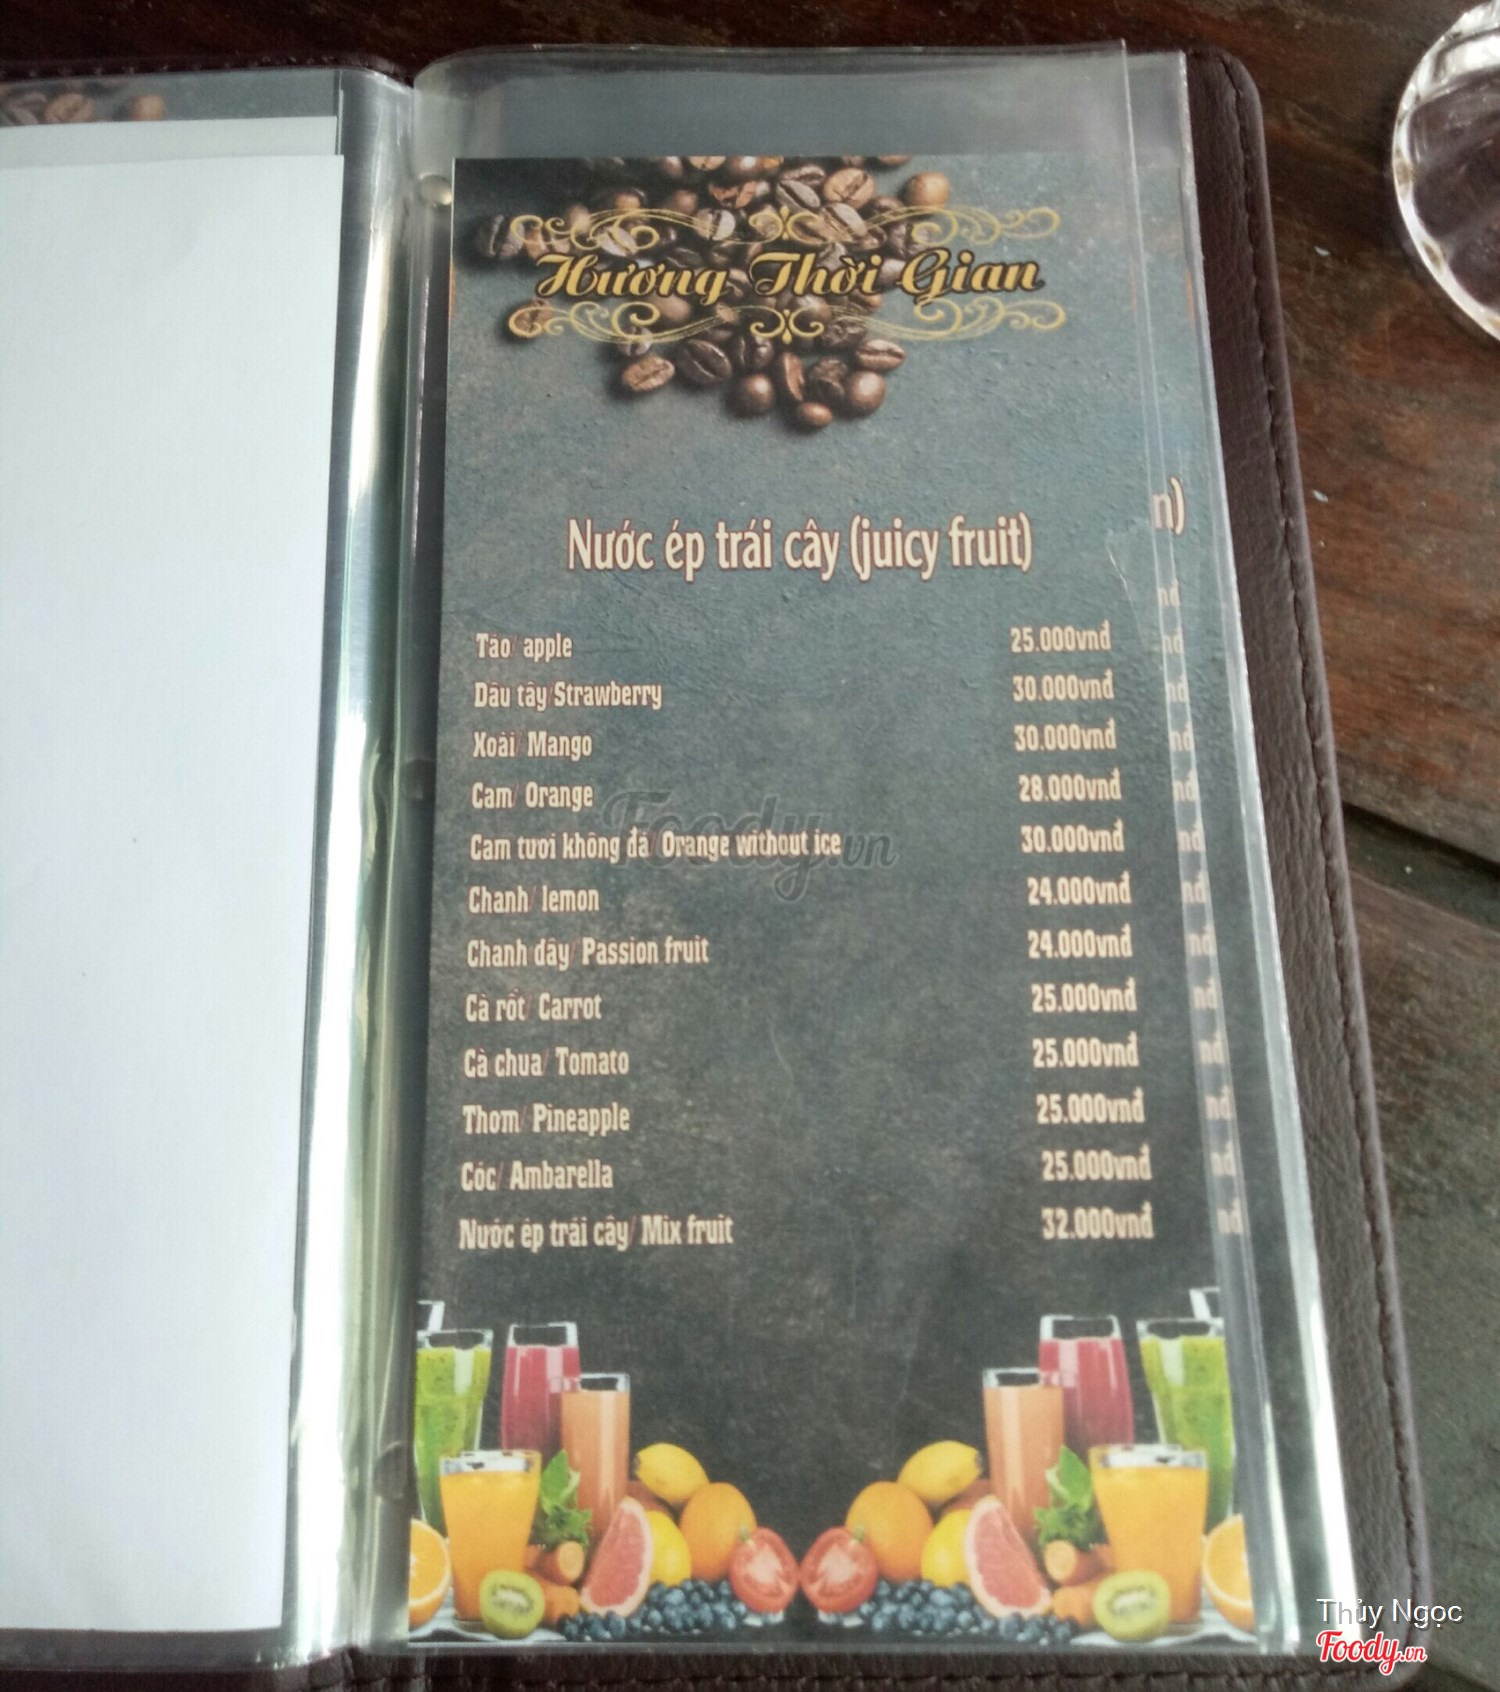 Hương Thời Gian
Nước ép trái cây (juicy fruit)
Táo/ apple 25.000vnđ
Dâu tây/Strawberry 30.000vnđ
Xoài/ Mango 30.000vnđ
Cam/ Orange 28.000vnđ
Cam tươi không đá/ Orange without ice 30.000vnđ
Chanh/ lemon 24.000vnđ
Chanh dây/ Passion fruit 24.000vnđ
Cà rốt/ Carrot 25.000vnđ
Cà chua/ Tomato 25.000vnđ
Thơm/ Pineapple 25.000vnđ
Cóc/ Ambarella 25.000vnđ
Nước ép trái cây/ Mix fruit 32.000vnđ
Foody.vn
Thủy Ngọc
Foody.vn